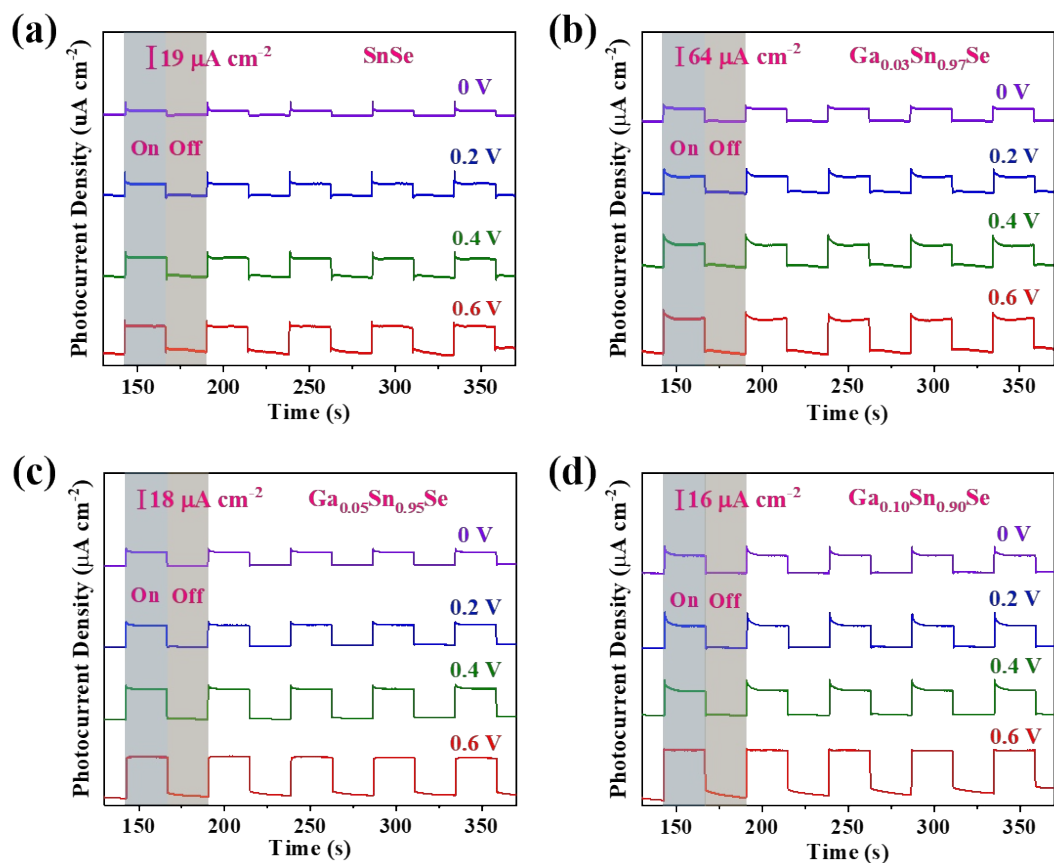 (a)
I 19 μA cm⁻²
SnSe
0 V
On Off
0.2 V
0.4 V
0.6 V
Photocurrent Density (uA cm⁻²)
150 200 250 300 350
Time (s)
(b)
I 64 μA cm⁻²
Ga₀.₀₃Sn₀.₉₇Se
0 V
On Off
0.2 V
0.4 V
0.6 V
Photocurrent Density (μA cm⁻²)
150 200 250 300 350
Time (s)
(c)
I 18 μA cm⁻²
Ga₀.₀₅Sn₀.₉₅Se
0 V
On Off
0.2 V
0.4 V
0.6 V
Photocurrent Density (μA cm⁻²)
150 200 250 300 350
Time (s)
(d)
I 16 μA cm⁻²
Ga₀.₁₀Sn₀.₉₀Se
0 V
On Off
0.2 V
0.4 V
0.6 V
Photocurrent Density (μA cm⁻²)
150 200 250 300 350
Time (s)